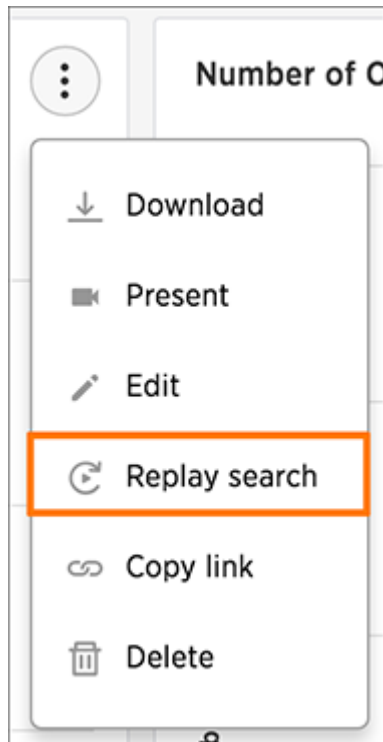 Number of
Download
Present
Edit
Replay search
Copy link
Delete